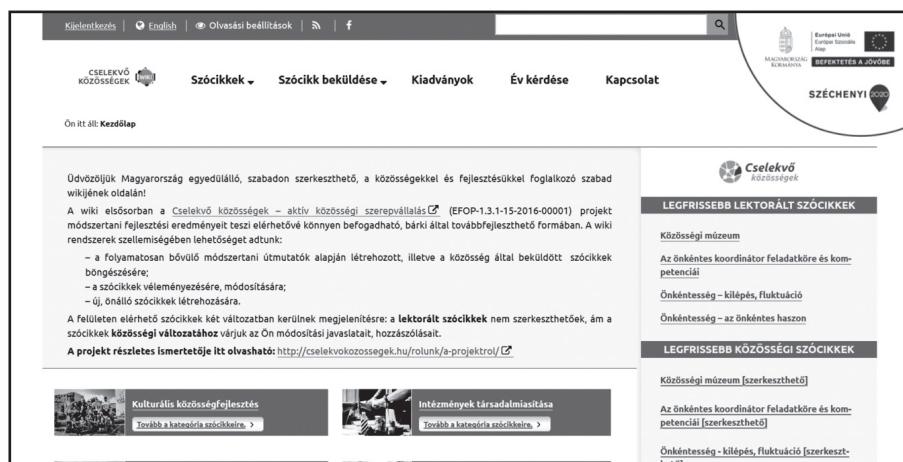 Kijelentkezés | English | Olvasási beállítások
CSELEKVŐ
KÖZÖSSÉGEK
WIKI
Szócikkek
Szócikk beküldése
Kiadványok
Év kérdése
Kapcsolat
MAGYARORSZÁG
KORMÁNYA
Európai Unió
Európai Szociális
Alap
BEFEKTETÉS A JÖVŐBE
SZÉCHENYI 2020
Ön itt áll: Kezdőlap
Üdvözöljük Magyarország egyedülálló, szabadon szerkeszthető, a közösségekkel és fejlesztésükkel foglalkozó szabad
wikijének oldalán!
A wiki elsősorban a Cselekvő közösségek – aktív közösségi szerepvállalás (EFOP-1.3.1-15-2016-00001) projekt
módszertani fejlesztési eredményeit teszi elérhetővé könnyen befogadható, bárki által továbbfejleszthető formában. A wiki
rendszerek szellemiségében lehetőséget adtunk:
– a folyamatosan bővülő módszertani útmutatók alapján létrehozott, illetve a közösség által beküldött szócikkek
böngészésére;
– a szócikkek véleményezésére, módosítására;
– új, önálló szócikkek létrehozására.
A felületen elérhető szócikkek két változatban kerülnek megjelenítésre: a lektorált szócikkek nem szerkeszthetőek, ám a
szócikkek közösségi változatához várjuk az Ön módosítási javaslatait, hozzászólásait.
A projekt részletes ismertetője itt olvasható: http://cselekvokozossegek.hu/rolunk/a-projektrol/
Kulturális közösségfejlesztés
Tovább a kategória szócikkeire. >
Intézmények társadalmiasítása
Tovább a kategória szócikkeire. >
Cselekvő
közösségek
LEGFRISSEBB LEKTORÁLT SZÓCIKKEK
Közösségi múzeum
Az önkéntes koordinátor feladatköre és kom-
petenciái
Önkéntesség – kilépés, fluktuáció
Önkéntesség – az önkéntes haszon
LEGFRISSEBB KÖZÖSSÉGI SZÓCIKKEK
Közösségi múzeum [szerkeszthető]
Az önkéntes koordinátor feladatköre és kom-
petenciái [szerkeszthető]
Önkéntesség - kilépés, fluktuáció [szerkeszt-